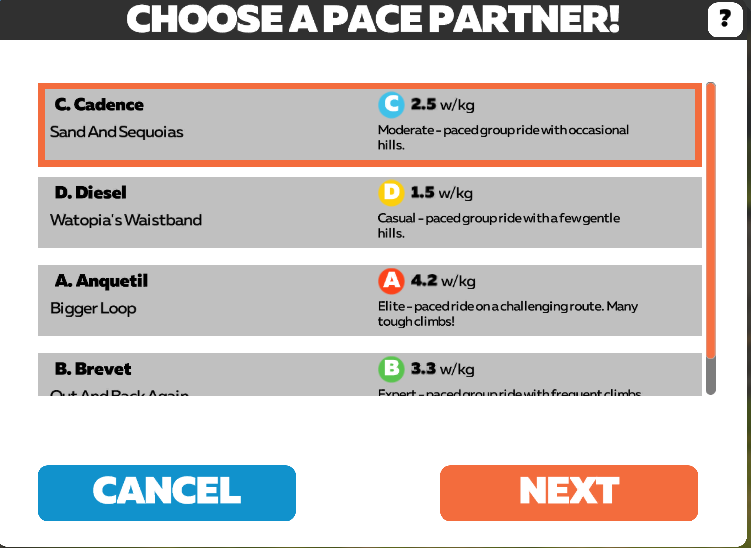 CHOOSE A PACE PARTNER!
?
C. Cadence
C 2.5 w/kg
Sand And Sequoias
Moderate - paced group ride with occasional
hills.
D. Diesel
D 1.5 w/kg
Watopia's Waistband
Casual - paced group ride with a few gentle
hills.
A. Anquetil
A 4.2 w/kg
Bigger Loop
Elite - paced ride on a challenging route. Many
tough climbs!
B. Brevet
B 3.3 w/kg
Out And Back Again
Expert - paced group ride with frequent climbs
CANCEL
NEXT